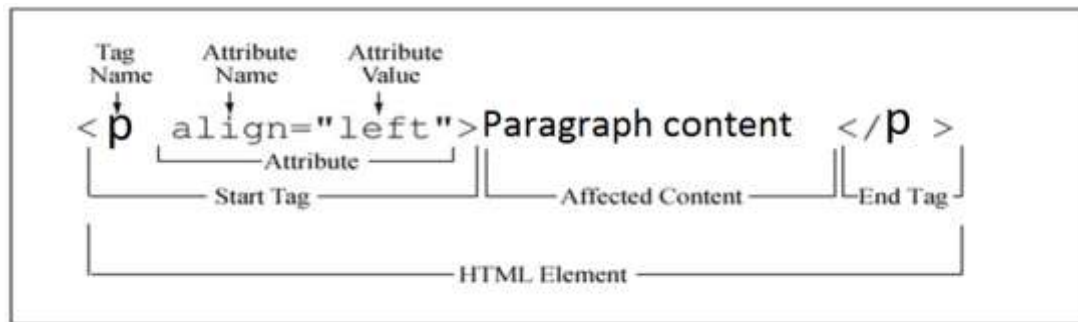 Tag Attribute Attribute
Name Name Value
<p align="left">Paragraph content </p >
Attribute
Start Tag Affected Content End Tag
HTML Element